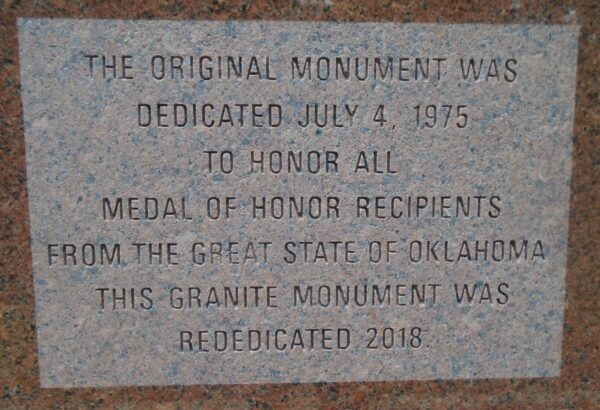 THE ORIGINAL MONUMENT WAS
DEDICATED JULY 4, 1975
TO HONOR ALL
MEDAL OF HONOR RECIPIENTS
FROM THE GREAT STATE OF OKLAHOMA
THIS GRANITE MONUMENT WAS
REDEDICATED 2018.